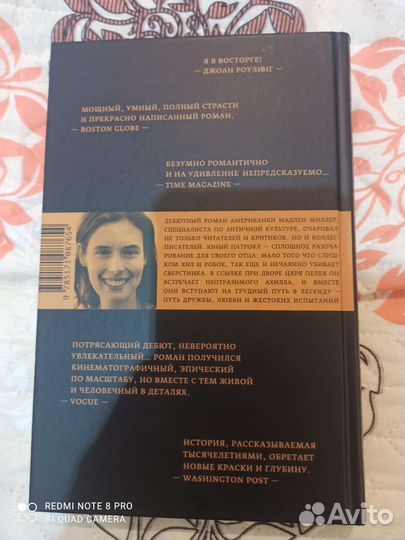 Я В ВОСТОРГЕ!
— ДЖОАН РОУЛИНГ —
МОЩНЫЙ, УМНЫЙ, ПОЛНЫЙ СТРАСТИ
И ПРЕКРАСНО НАПИСАННЫЙ РОМАН.
— BOSTON GLOBE —
БЕЗУМНО РОМАНТИЧНО
И НА УДИВЛЕНИЕ НЕПРЕДСКАЗУЕМО...
— TIME MAGAZINE —
ДЕБЮТНЫЙ РОМАН АМЕРИКАНКИ МАДЛЕН МИЛЛЕР,
СПЕЦИАЛИСТА ПО АНТИЧНОЙ КУЛЬТУРЕ, ОЧАРОВАЛ
НЕ ТОЛЬКО ЧИТАТЕЛЕЙ И КРИТИКОВ, НО И КОЛЛЕГ-
ПИСАТЕЛЕЙ. ЮНЫЙ ПАТРОКЛ — СПЛОШНОЕ РАЗОЧА-
РОВАНИЕ ДЛЯ СВОЕГО ОТЦА: МАЛО ТОГО ЧТО СЛИШ-
КОМ ХИЛ И РОБОК, ТАК ЕЩЕ И НЕЧАЯННО УБИВАЕТ
СВЕРСТНИКА. В ССЫЛКЕ ПРИ ДВОРЕ ЦАРЯ ПЕЛЕЯ ОН
ВСТРЕЧАЕТ НЕОТРАЗИМОГО АХИЛЛА, И ВМЕСТЕ
ОНИ ВСТУПАЮТ НА ТРУДНЫЙ ПУТЬ В ЛЕГЕНДУ —
ПУТЬ ДРУЖБЫ, ЛЮБВИ И ЖЕСТОКИХ ИСПЫТАНИЙ.
9 785171 087654
ПОТРЯСАЮЩИЙ ДЕБЮТ, НЕВЕРОЯТНО
УВЛЕКАТЕЛЬНЫЙ... РОМАН ПОЛУЧИЛСЯ
КИНЕМАТОГРАФИЧНЫЙ, ЭПИЧЕСКИЙ
ПО МАСШТАБУ, НО ВМЕСТЕ С ТЕМ ЖИВОЙ
И ЧЕЛОВЕЧНЫЙ В ДЕТАЛЯХ.
— VOGUE —
ИСТОРИЯ, РАССКАЗЫВАЕМАЯ
ТЫСЯЧЕЛЕТИЯМИ, ОБРЕТАЕТ
НОВЫЕ КРАСКИ И ГЛУБИНУ.
— WASHINGTON POST —
REDMI NOTE 8 PRO
AI QUAD CAMERA
Avito